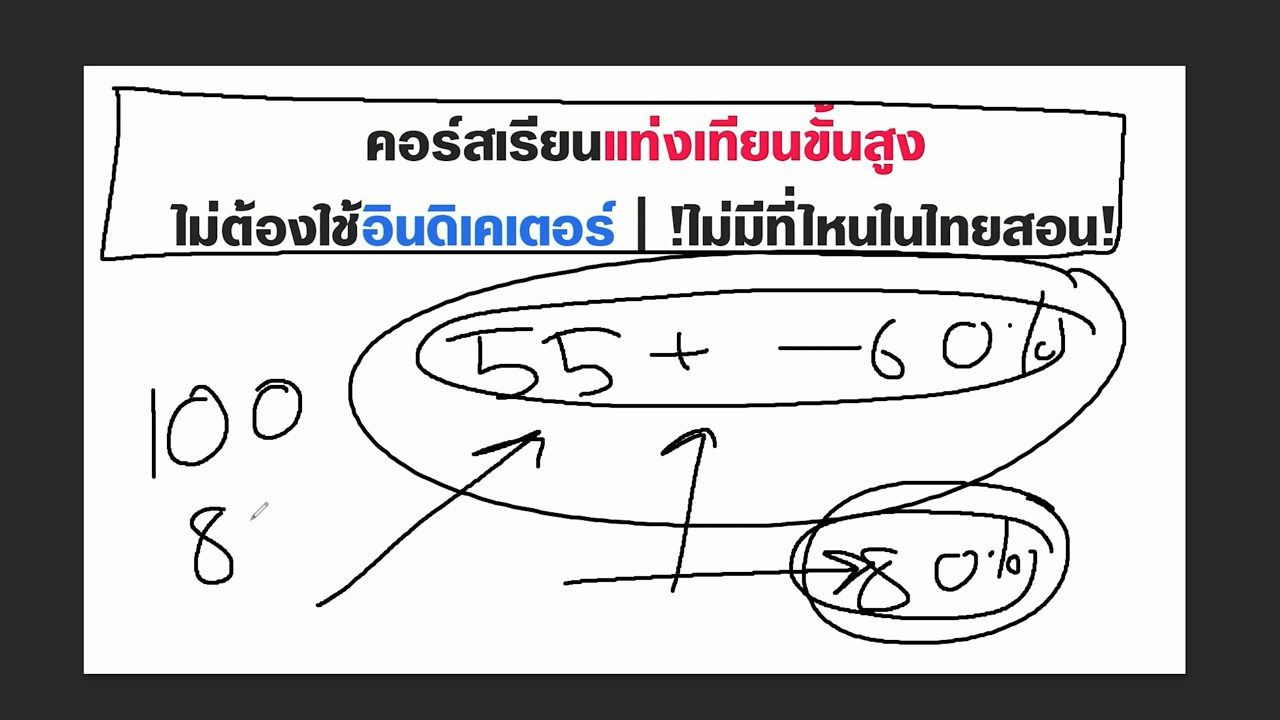 คอร์สเรียนแท่งเทียนขั้นสูง
ไม่ต้องใช้อินดิเคเตอร์ | !ไม่มีที่ไหนในไทยสอน!
55+ - 60%
100
8
80%